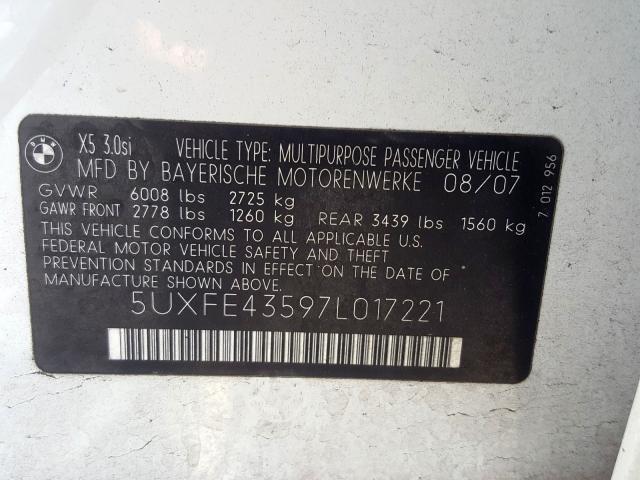 BMW
X5 3.0si VEHICLE TYPE: MULTIPURPOSE PASSENGER VEHICLE
MFD BY BAYERISCHE MOTORENWERKE 08/07
GVWR 6008 lbs 2725 kg
GAWR FRONT 2778 lbs 1260 kg REAR 3439 lbs 1560 kg
THIS VEHICLE CONFORMS TO ALL APPLICABLE U.S.
FEDERAL MOTOR VEHICLE SAFETY AND THEFT
PREVENTION STANDARDS IN EFFECT ON THE DATE OF
MANUFACTURE SHOWN ABOVE.
5UXFE43597L017221
7 012 956